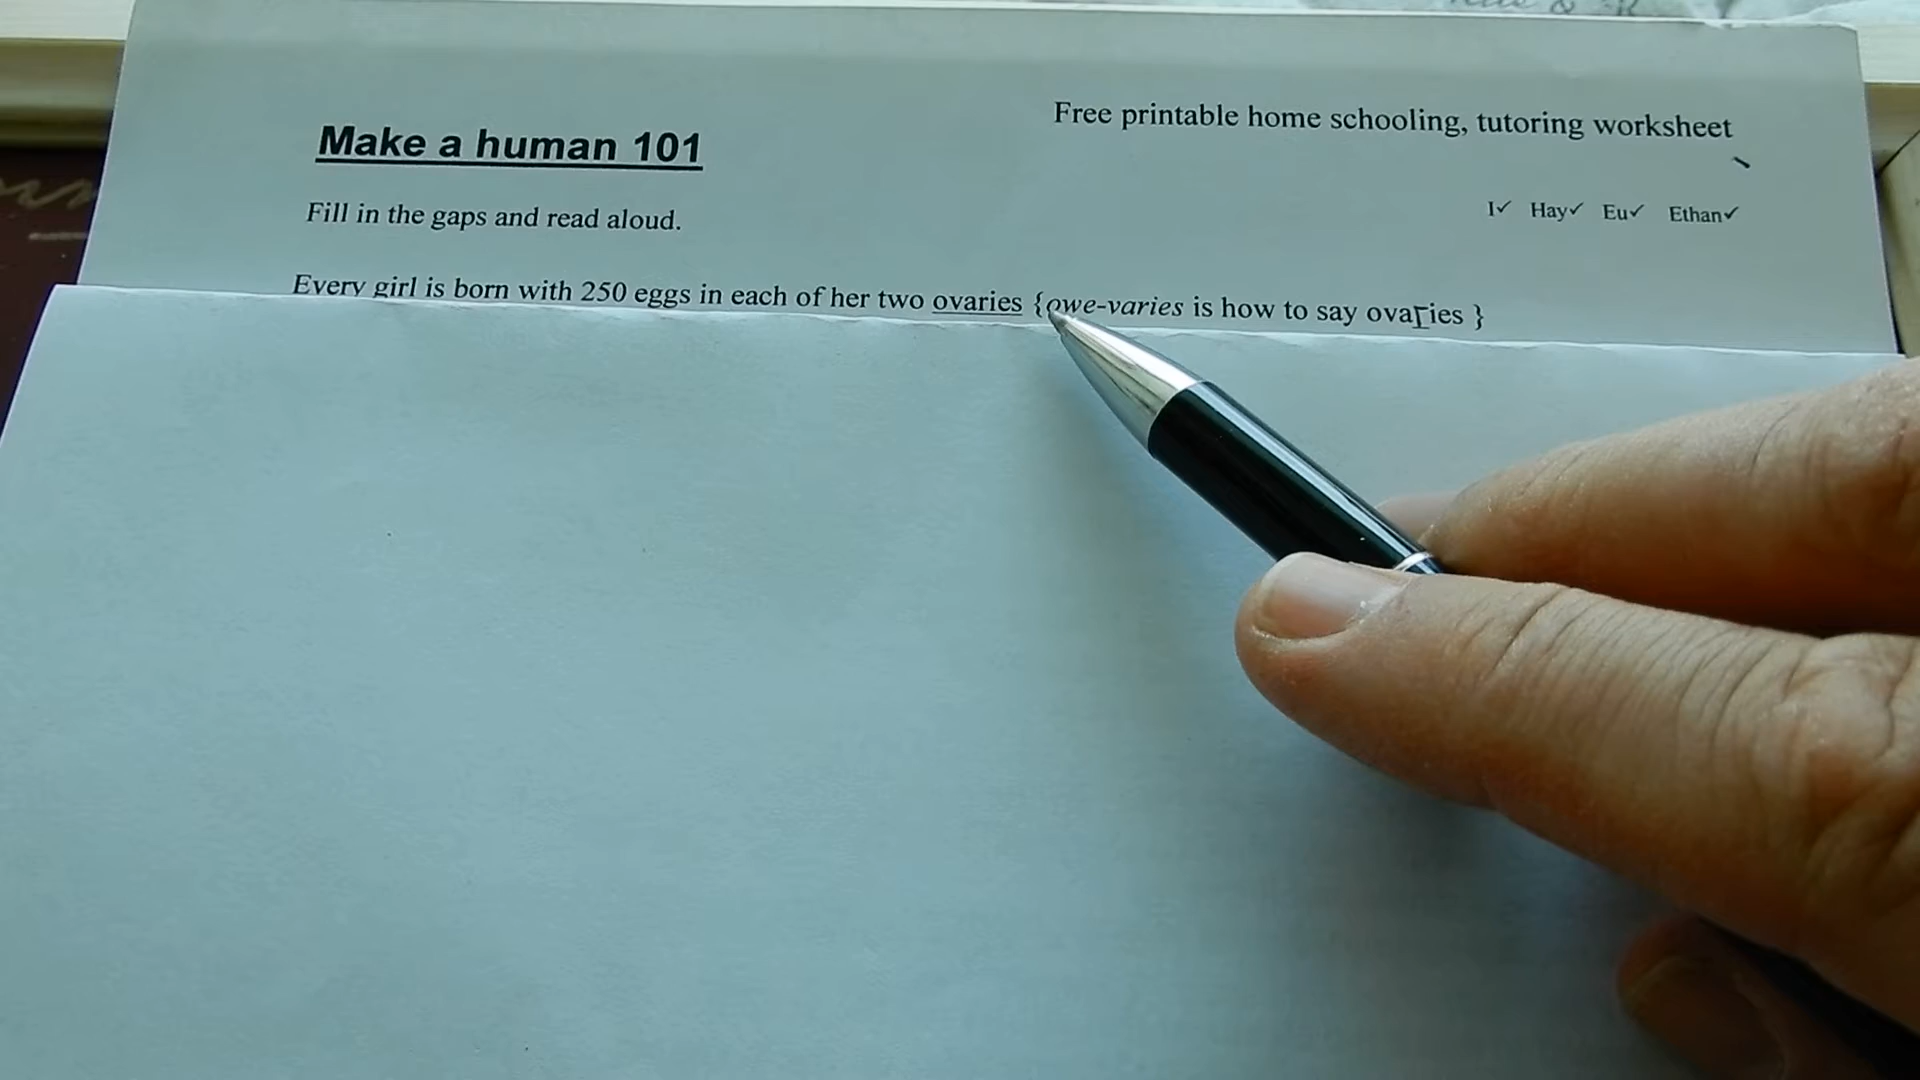 Free printable home schooling, tutoring worksheet
Make a human 101
I✓ Hay✓ Eu✓ Ethan✓
Fill in the gaps and read aloud.
Every girl is born with 250 eggs in each of her two ovaries {owe-varies is how to say ovaries }